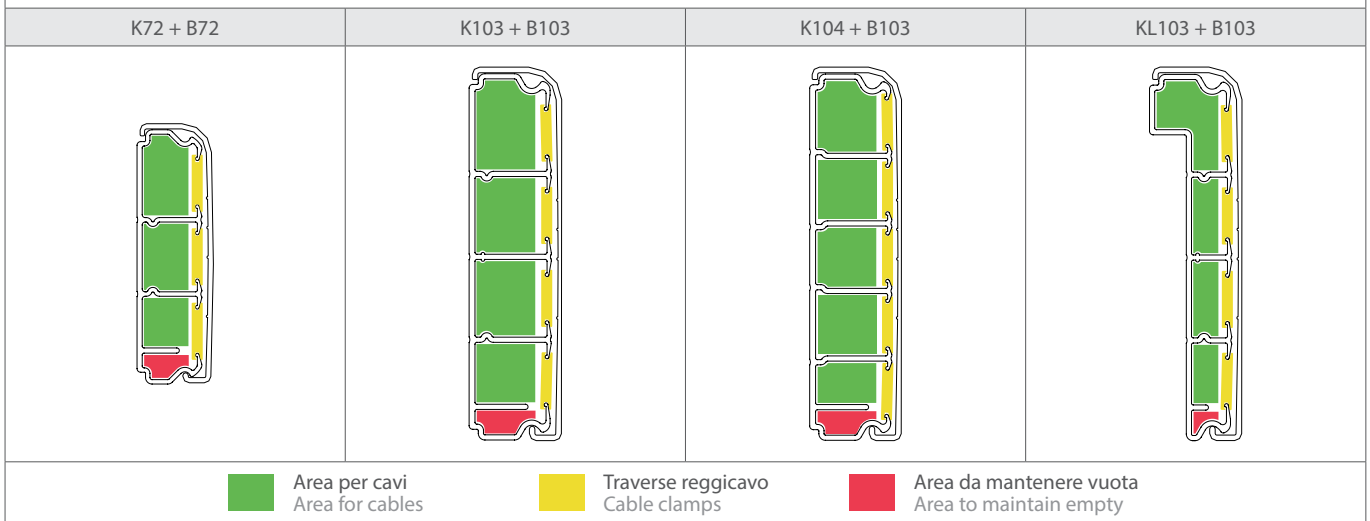 K72 + B72
K103 + B103
K104 + B103
KL103 + B103
Area per cavi
Area for cables
Traverse reggicavo
Cable clamps
Area da mantenere vuota
Area to maintain empty